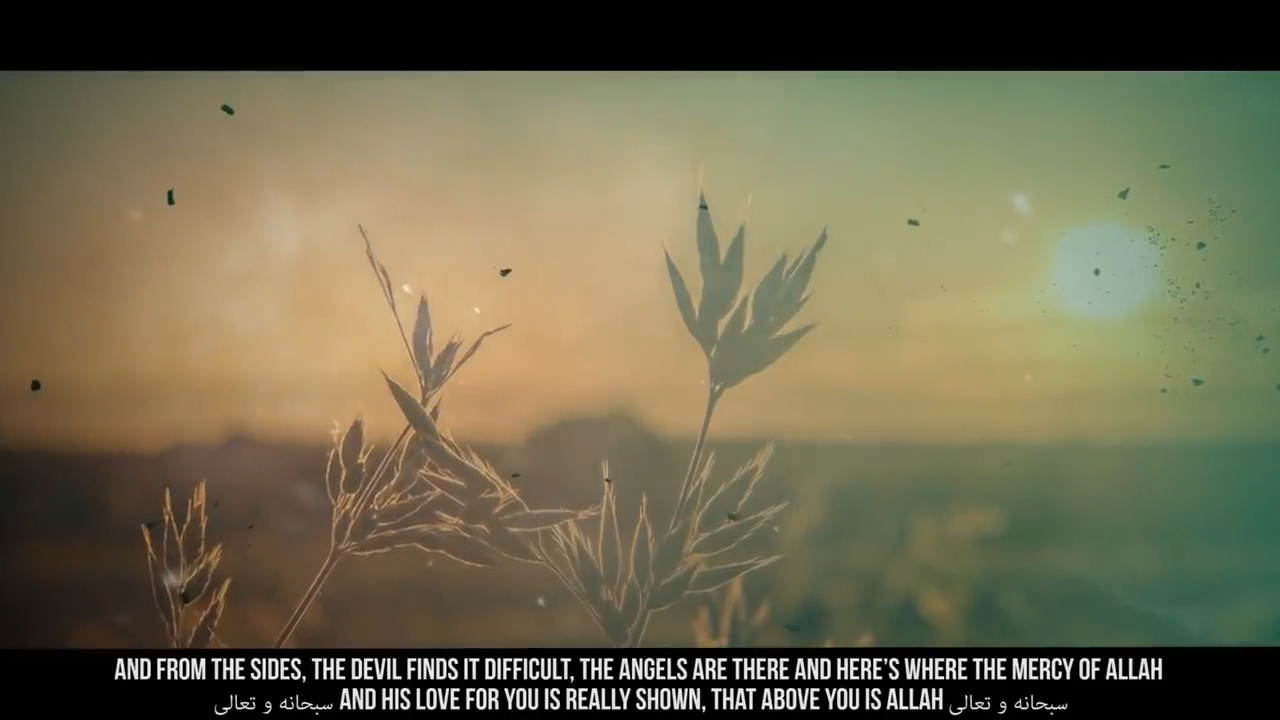 AND FROM THE SIDES, THE DEVIL FINDS IT DIFFICULT, THE ANGELS ARE THERE AND HERE'S WHERE THE MERCY OF ALLAH
سبحانه و تعالى AND HIS LOVE FOR YOU IS REALLY SHOWN, THAT ABOVE YOU IS ALLAH سبحانه و تعالى